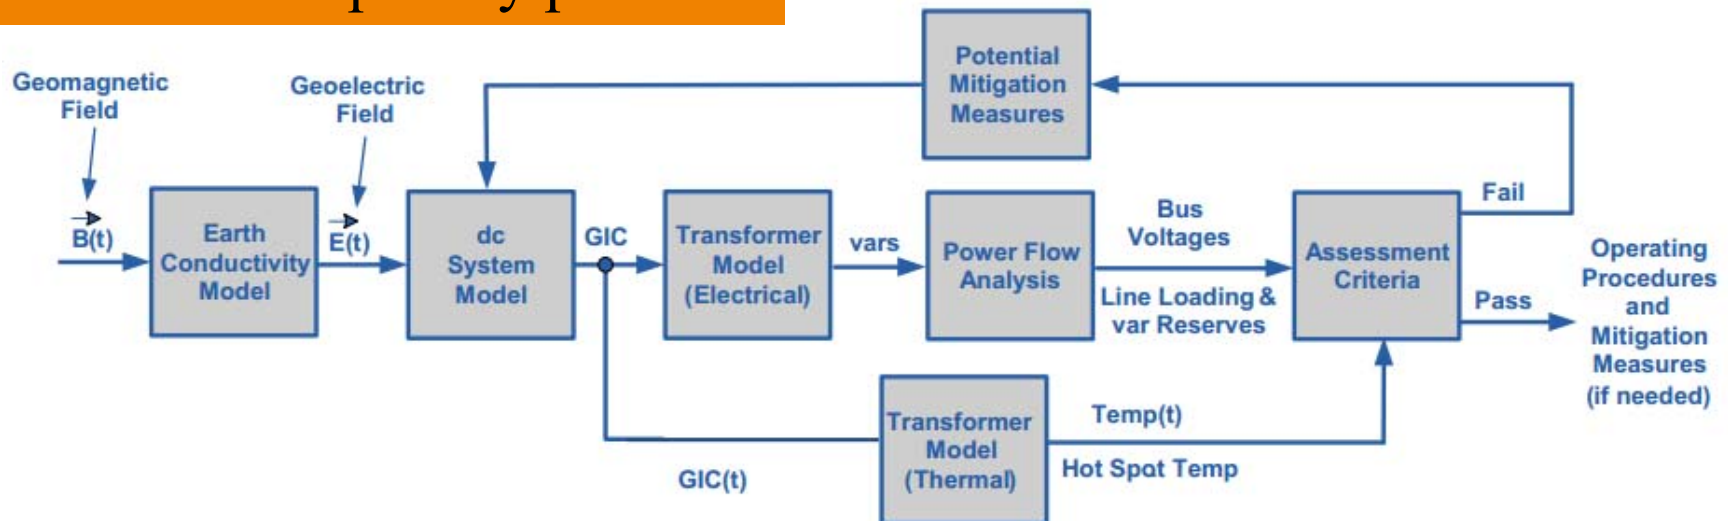 Potential
Mitigation
Measures
Geomagnetic
Field
Geoelectric
Field
B(t)
Earth
Conductivity
Model
E(t)
dc
System
Model
GIC
Transformer
Model
(Electrical)
vars
Power Flow
Analysis
Bus
Voltages
Line Loading &
var Reserves
Assessment
Criteria
Fail
Pass
Operating
Procedures
and
Mitigation
Measures
(if needed)
GIC(t)
Transformer
Model
(Thermal)
Temp(t)
Hot Spot Temp